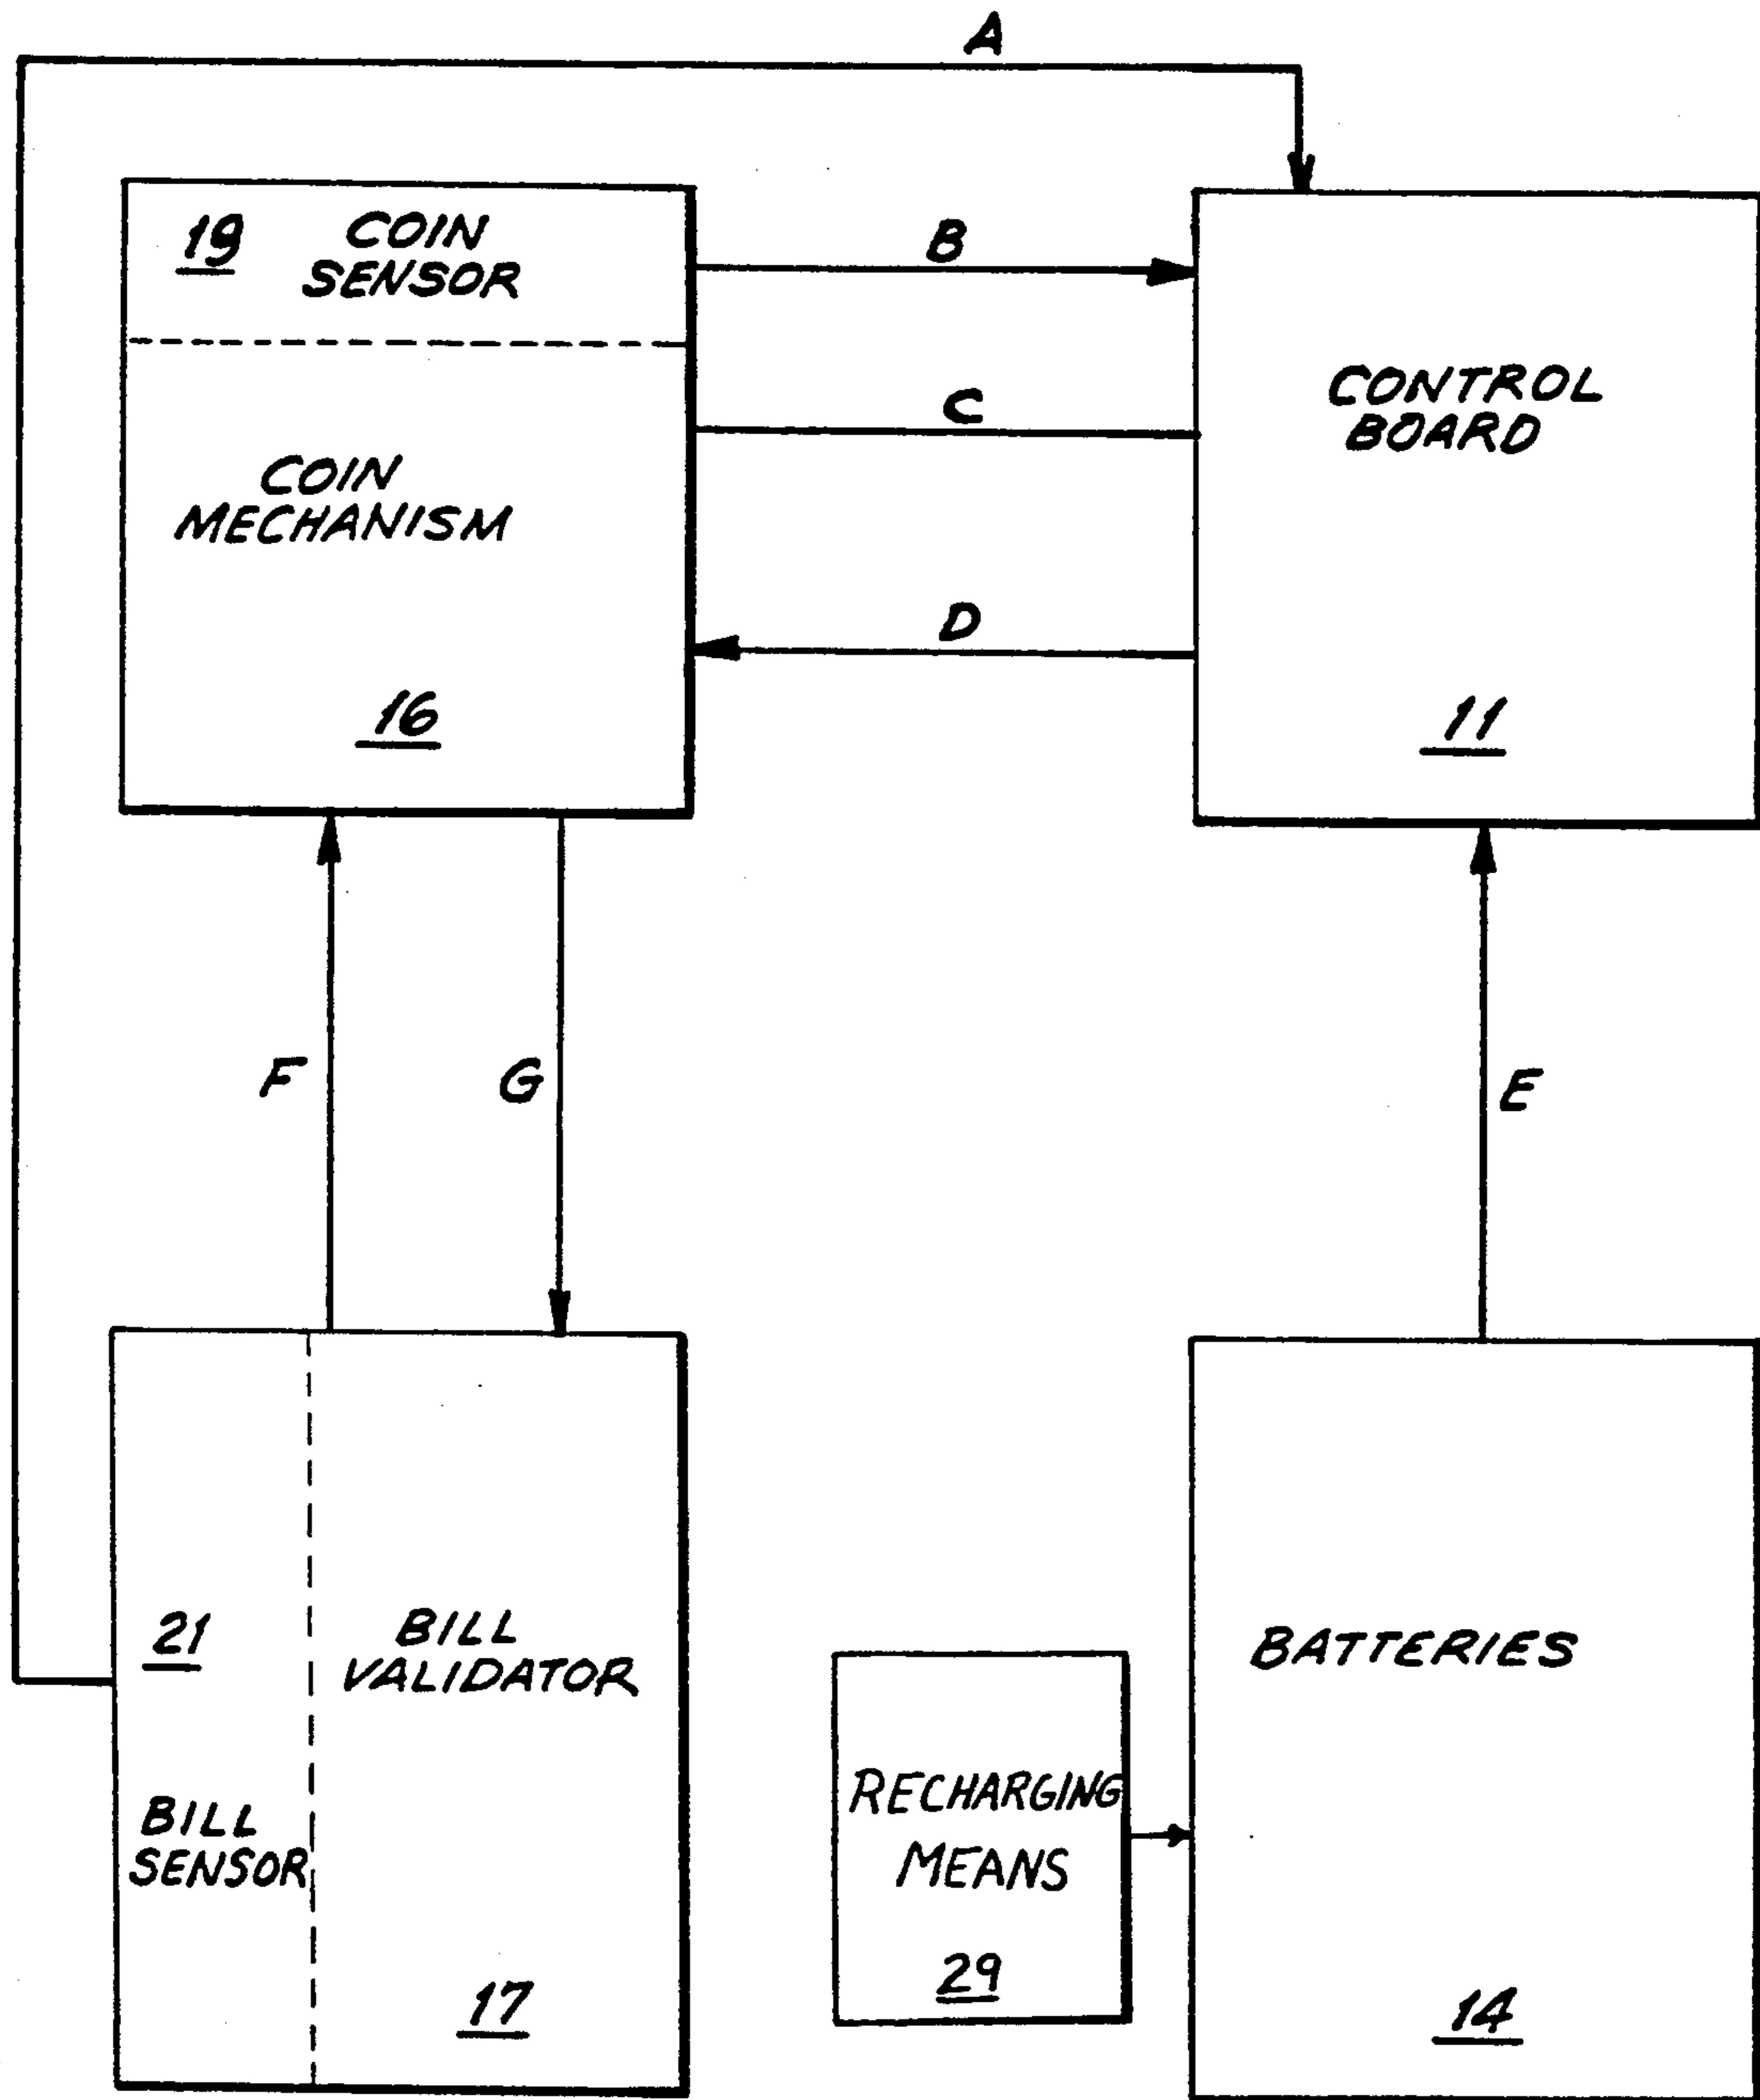 A
19
COIN
SENSOR
B
C
D
COIN
MECHANISM
16
CONTROL
BOARD
11
F
G
E
21
BILL
SENSOR
BILL
VALIDATOR
17
RECHARGING
MEANS
29
BATTERIES
14